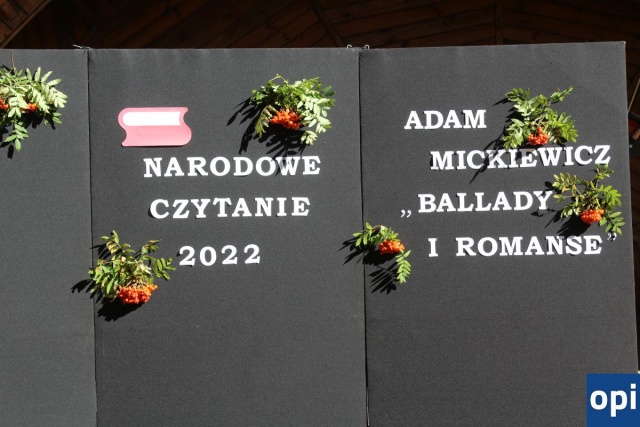 NARODOWE
CZYTANIE
2022
ADAM
MICKIEWICZ
„BALLADY
I ROMANSE”
opi